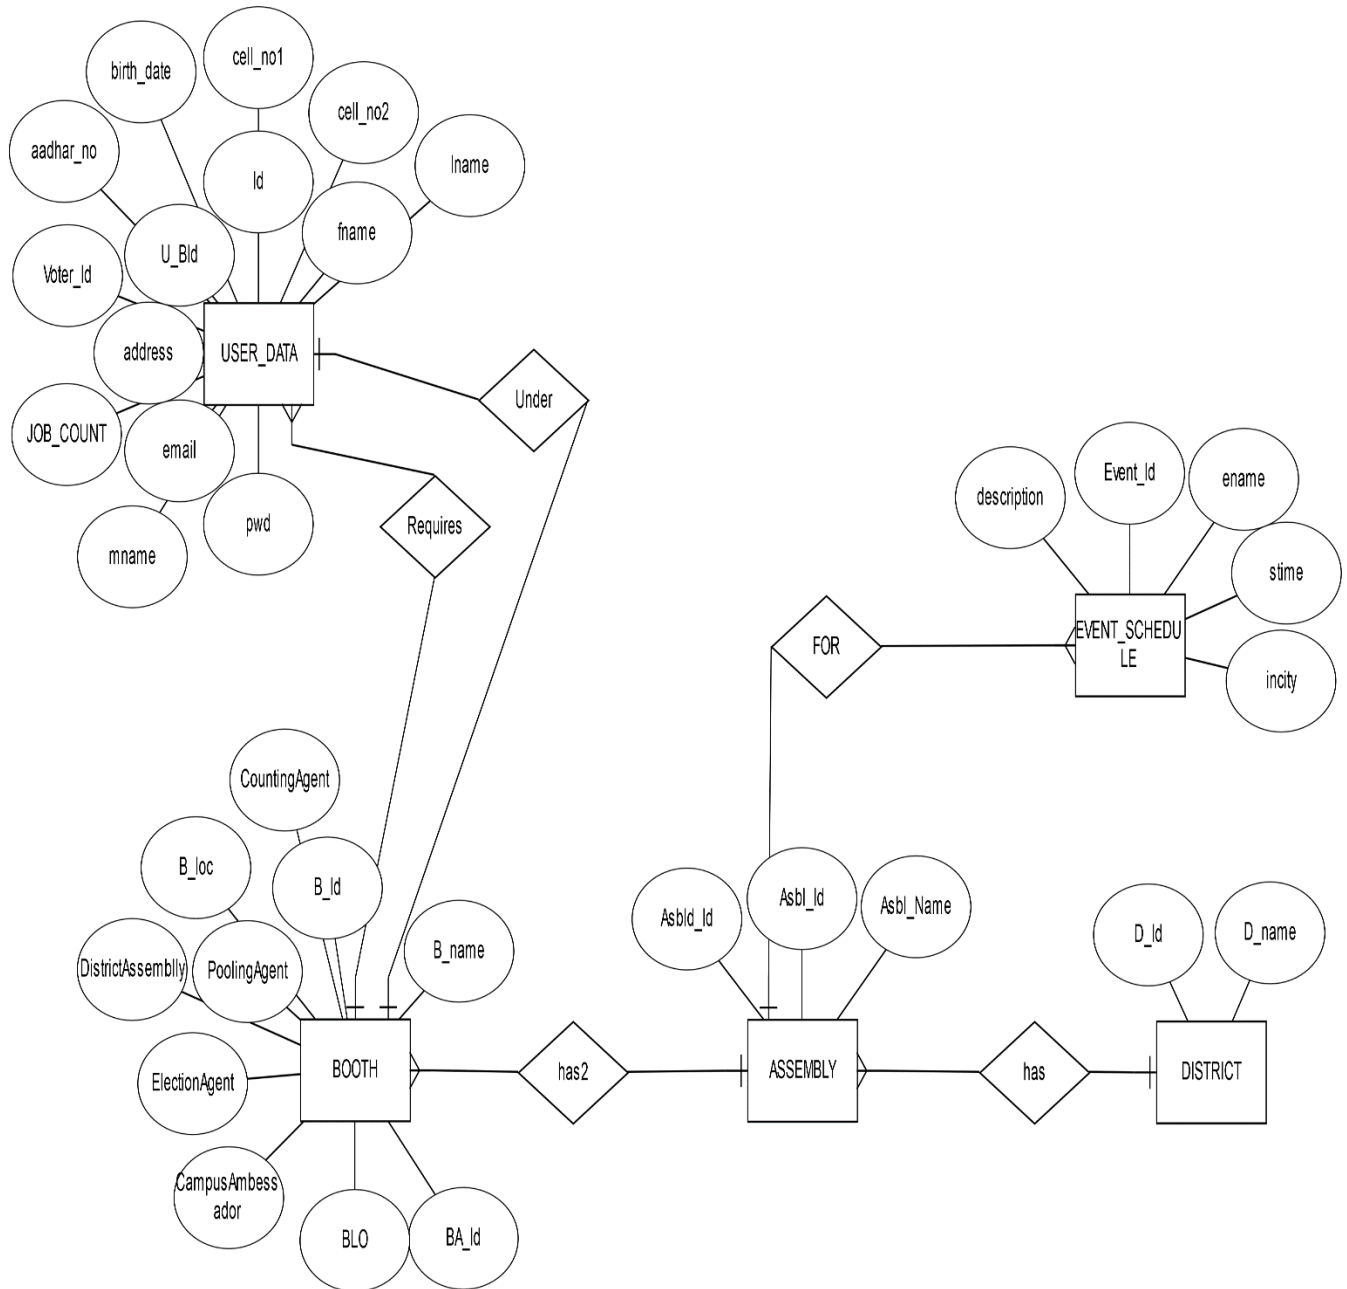 cell_no1
birth_date
cell_no2
aadhar_no
lname
Id
fname
U_BId
Voter_Id
address
USER_DATA
Under
JOB_COUNT
email
pwd
Requires
mname
Event_Id
ename
description
stime
FOR
EVENT_SCHEDU
LE
incity
CountingAgent
B_loc
B_Id
Asbl_Id
Asbl_Name
AsbId_Id
D_Id
D_name
B_name
DistrictAssemblly
PoolingAgent
BOOTH
has2
ASSEMBLY
has
DISTRICT
ElectionAgent
CampusAmbess
ador
BLO
BA_Id